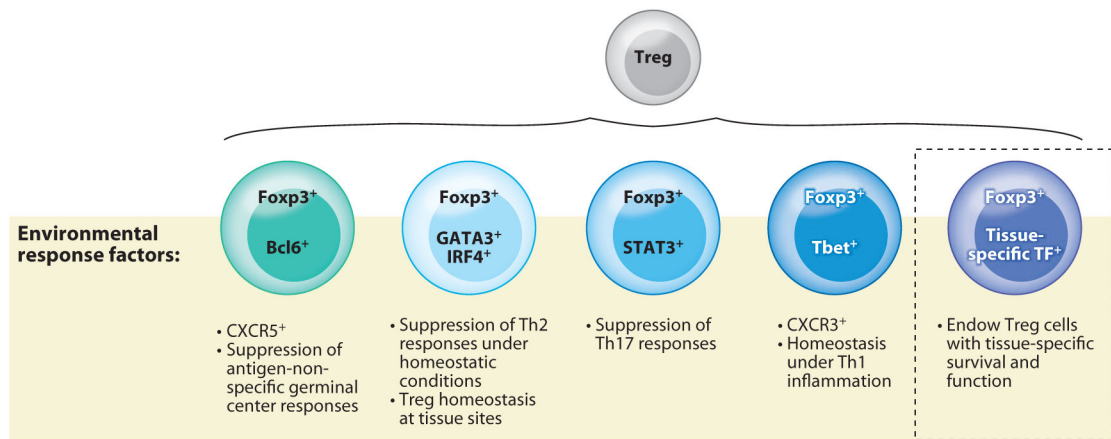 Treg
Foxp3⁺
Bcl6⁺
Foxp3⁺
GATA3⁺
IRF4⁺
Foxp3⁺
STAT3⁺
Foxp3⁺
Tbet⁺
Foxp3⁺
Tissue-
specific TF⁺
Environmental
response factors:
• CXCR5⁺
• Suppression of
antigen-non-
specific germinal
center responses
• Suppression of Th2
responses under
homeostatic
conditions
• Treg homeostasis
at tissue sites
• Suppression of
Th17 responses
• CXCR3⁺
• Homeostasis
under Th1
inflammation
• Endow Treg cells
with tissue-specific
survival and
function